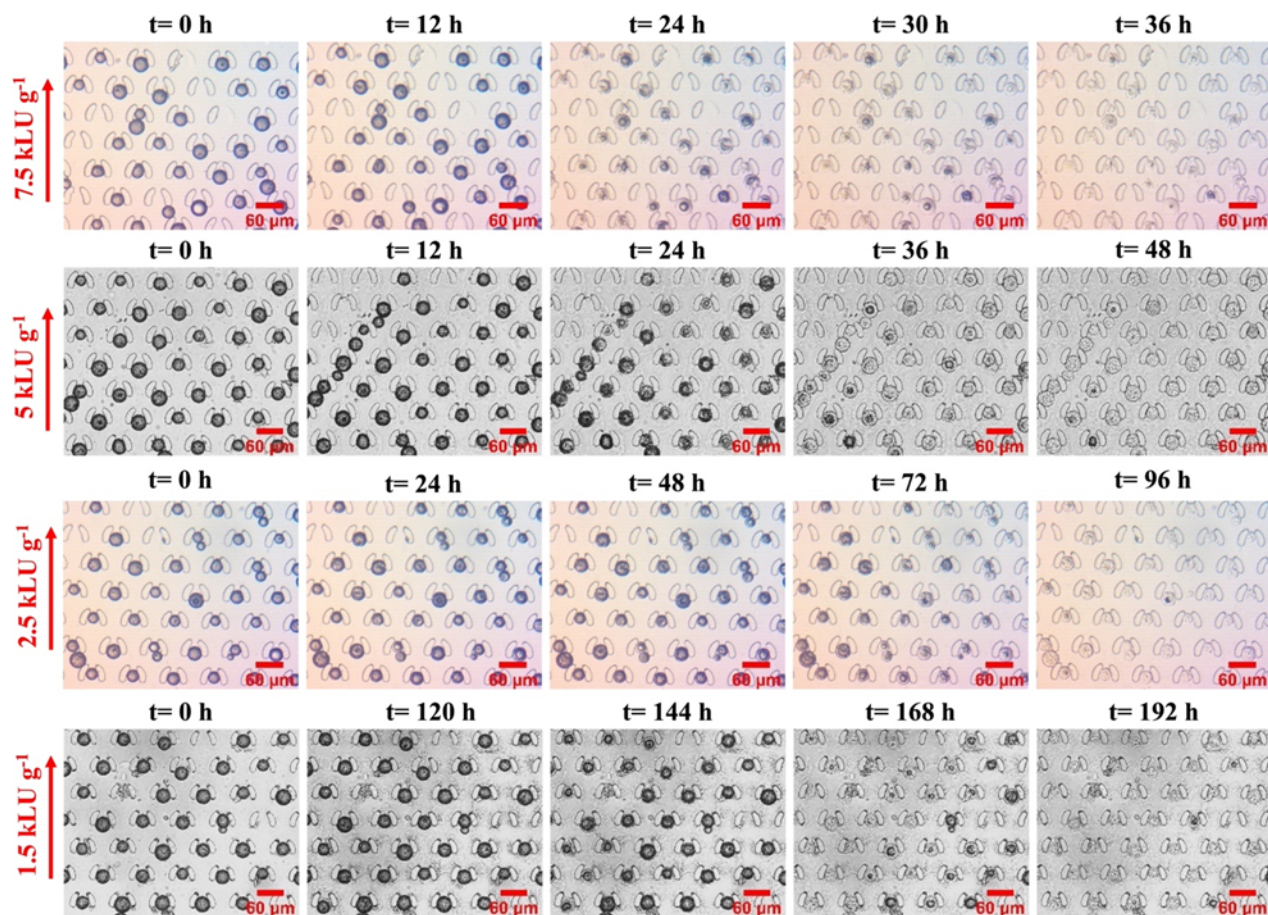 t= 0 h t= 12 h t= 24 h t= 30 h t= 36 h
7.5 kLU g⁻¹
60 µm 60 µm 60 µm 60 µm 60 µm
t= 0 h t= 12 h t= 24 h t= 36 h t= 48 h
5 kLU g⁻¹
60 µm 60 µm 60 µm 60 µm 60 µm
t= 0 h t= 24 h t= 48 h t= 72 h t= 96 h
2.5 kLU g⁻¹
60 µm 60 µm 60 µm 60 µm 60 µm
t= 0 h t= 120 h t= 144 h t= 168 h t= 192 h
1.5 kLU g⁻¹
60 µm 60 µm 60 µm 60 µm 60 µm